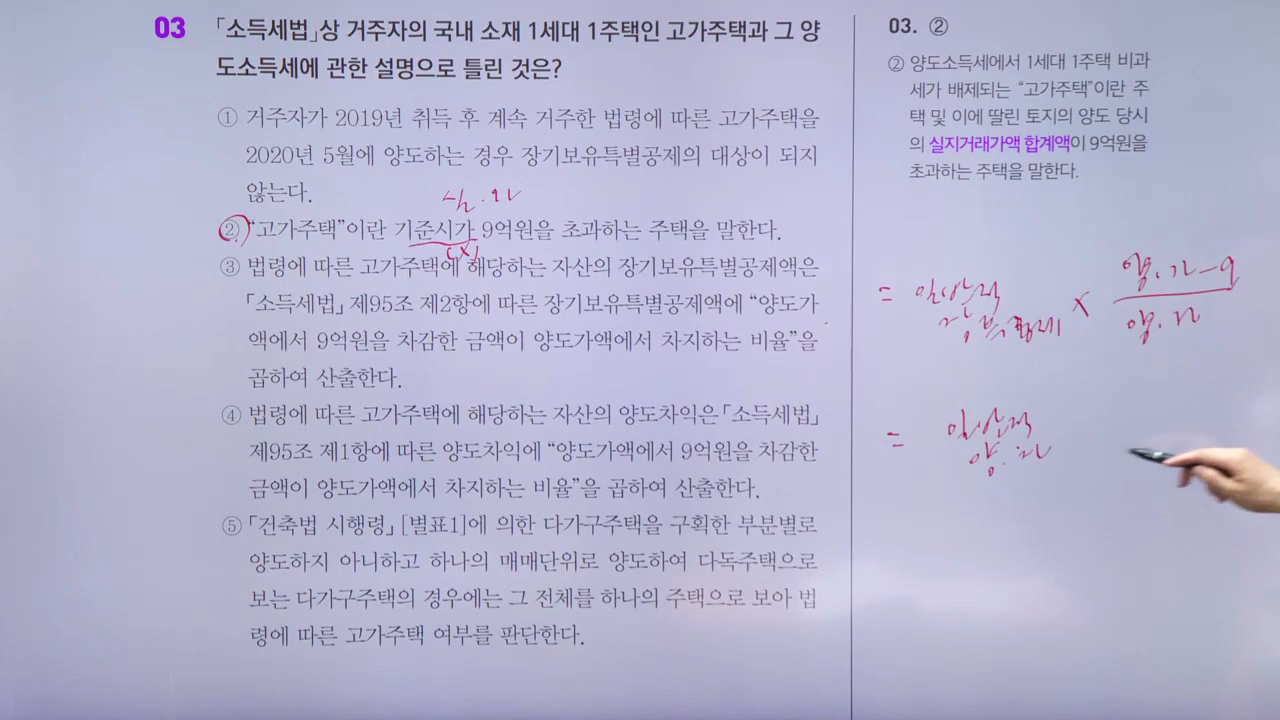 03 「소득세법」상 거주자의 국내 소재 1세대 1주택인 고가주택과 그 양
도소득세에 관한 설명으로 틀린 것은?
① 거주자가 2019년 취득 후 계속 거주한 법령에 따른 고가주택을
2020년 5월에 양도하는 경우 장기보유특별공제의 대상이 되지
않는다.
② “고가주택”이란 기준시가 9억원을 초과하는 주택을 말한다.
(X)
③ 법령에 따른 고가주택에 해당하는 자산의 장기보유특별공제액은
「소득세법」 제95조 제2항에 따른 장기보유특별공제액에 “양도가
액에서 9억원을 차감한 금액이 양도가액에서 차지하는 비율”을
곱하여 산출한다.
④ 법령에 따른 고가주택에 해당하는 자산의 양도차익은 「소득세법」
제95조 제1항에 따른 양도차익에 “양도가액에서 9억원을 차감한
금액이 양도가액에서 차지하는 비율”을 곱하여 산출한다.
⑤ 「건축법 시행령」 [별표1]에 의한 다가구주택을 구획한 부분별로
양도하지 아니하고 하나의 매매단위로 양도하여 다독주택으로
보는 다가구주택의 경우에는 그 전체를 하나의 주택으로 보아 법
령에 따른 고가주택 여부를 판단한다.
03. ②
② 양도소득세에서 1세대 1주택 비과
세가 배제되는 “고가주택”이란 주
택 및 이에 딸린 토지의 양도 당시
의 실지거래가액 합계액이 9억원을
초과하는 주택을 말한다.
= 일반적 × 양.가-9
양.가
= 일반적
양.차